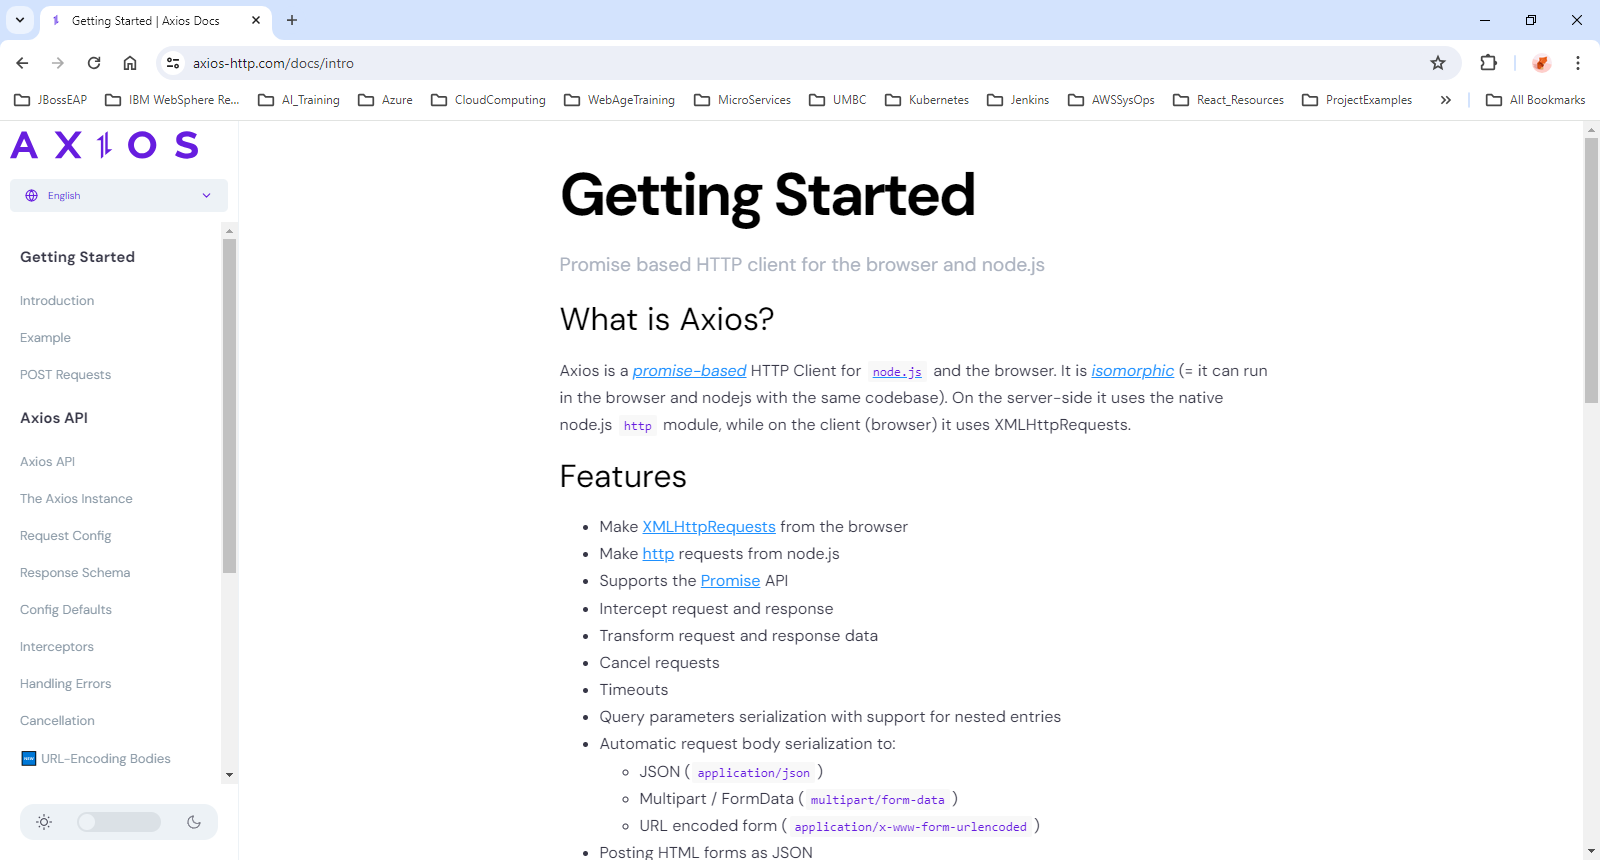 Getting Started | Axios Docs
axios-http.com/docs/intro
JBossEAP IBM WebSphere Re... AI_Training Azure CloudComputing WebAgeTraining MicroServices UMBC Kubernetes Jenkins AWSSysOps React_Resources ProjectExamples All Bookmarks
AXIOS
English
Getting Started
Introduction
Example
POST Requests
Axios API
Axios API
The Axios Instance
Request Config
Response Schema
Config Defaults
Interceptors
Handling Errors
Cancellation
NEW URL-Encoding Bodies
Getting Started
Promise based HTTP client for the browser and node.js
What is Axios?
Axios is a promise-based HTTP Client for node.js and the browser. It is isomorphic (= it can run
in the browser and nodejs with the same codebase). On the server-side it uses the native
node.js http module, while on the client (browser) it uses XMLHttpRequests.
Features
• Make XMLHttpRequests from the browser
• Make http requests from node.js
• Supports the Promise API
• Intercept request and response
• Transform request and response data
• Cancel requests
• Timeouts
• Query parameters serialization with support for nested entries
• Automatic request body serialization to:
◦ JSON ( application/json )
◦ Multipart / FormData ( multipart/form-data )
◦ URL encoded form ( application/x-www-form-urlencoded )
• Posting HTML forms as JSON